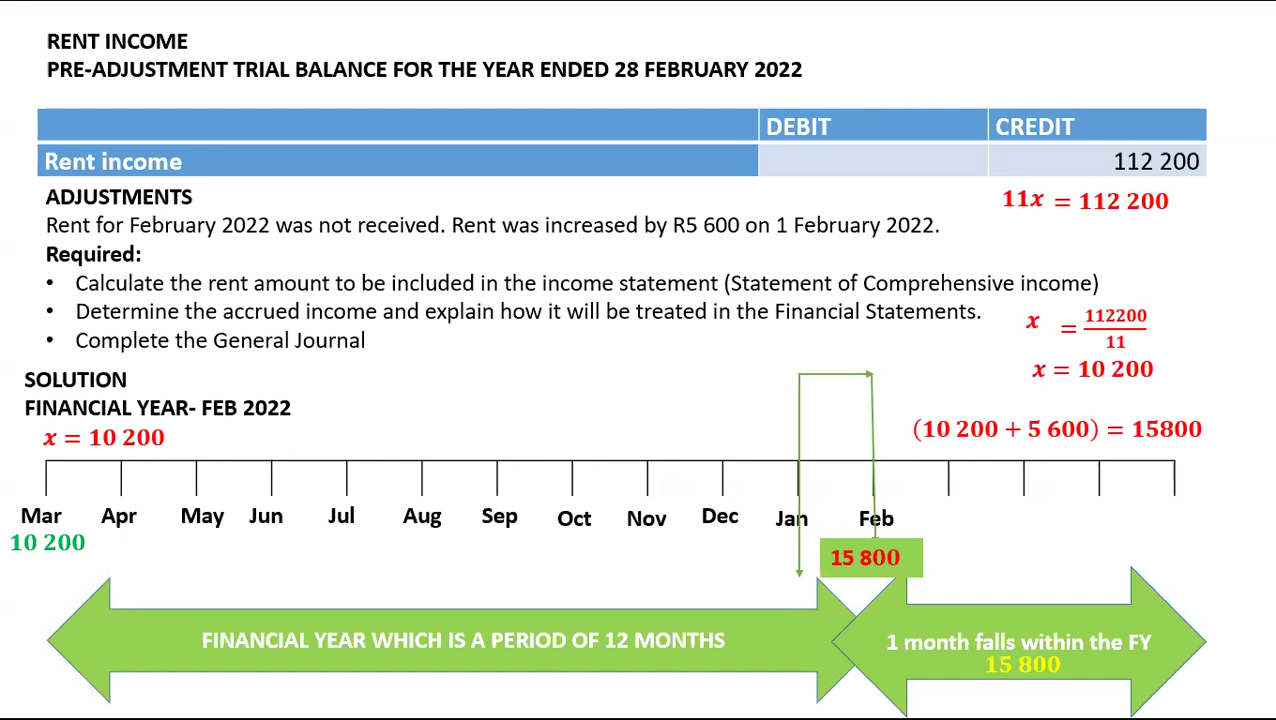 RENT INCOME
PRE-ADJUSTMENT TRIAL BALANCE FOR THE YEAR ENDED 28 FEBRUARY 2022
DEBIT CREDIT
Rent income 112 200
ADJUSTMENTS
11x = 112 200
Rent for February 2022 was not received. Rent was increased by R5 600 on 1 February 2022.
Required:
• Calculate the rent amount to be included in the income statement (Statement of Comprehensive income)
• Determine the accrued income and explain how it will be treated in the Financial Statements.
x = 112200/11
• Complete the General Journal
x = 10 200
SOLUTION
FINANCIAL YEAR- FEB 2022
x = 10 200
(10 200 + 5 600) = 15800
Mar Apr May Jun Jul Aug Sep Oct Nov Dec Jan Feb
10 200
15 800
FINANCIAL YEAR WHICH IS A PERIOD OF 12 MONTHS
1 month falls within the FY
15 800